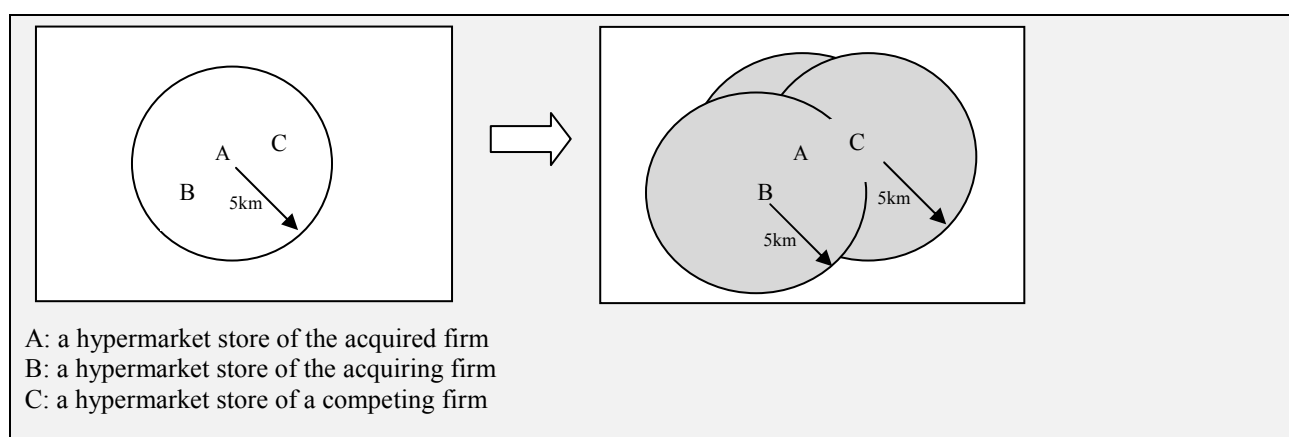 A
C
B
5km
A
C
B
5km
5km
A: a hypermarket store of the acquired firm
B: a hypermarket store of the acquiring firm
C: a hypermarket store of a competing firm